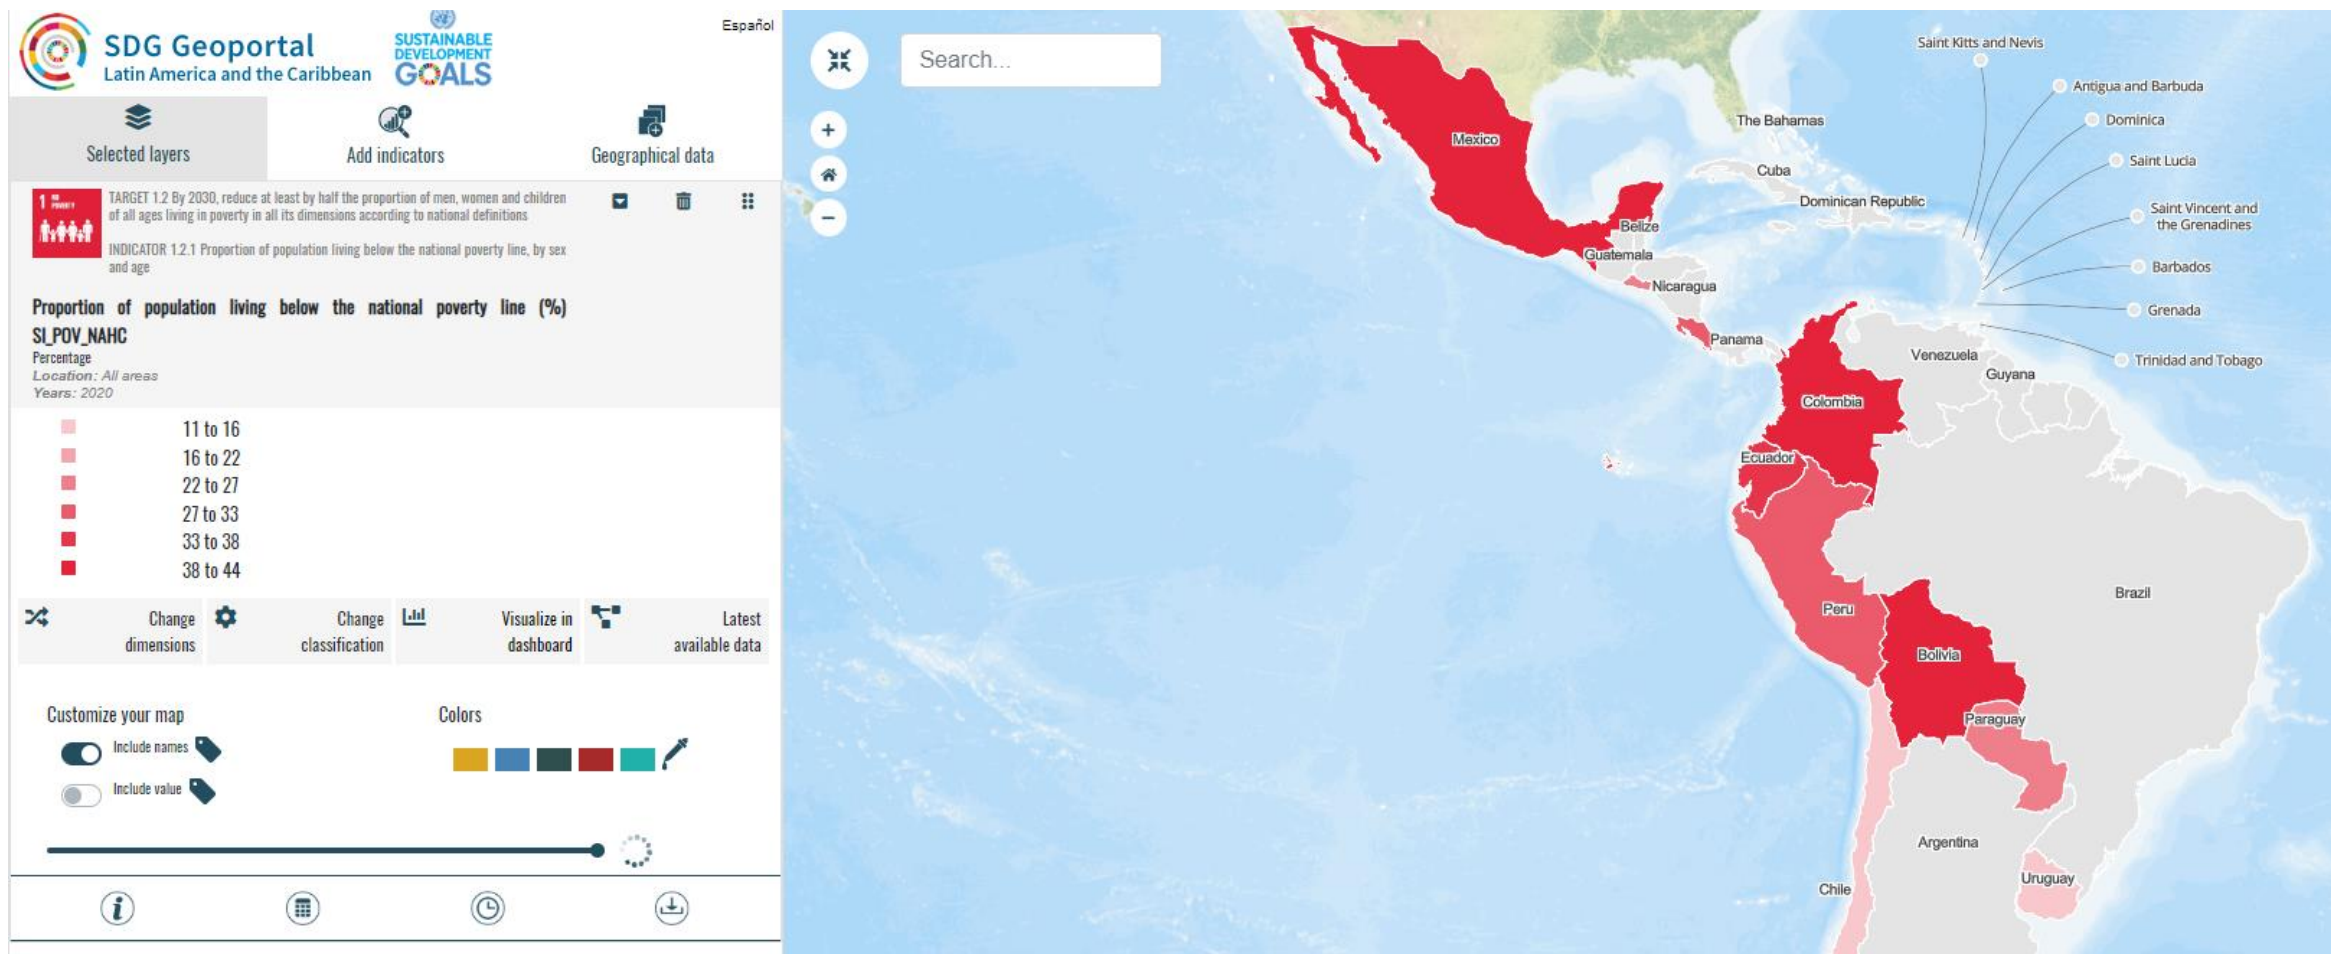 SDG Geoportal
Latin America and the Caribbean
SUSTAINABLE
DEVELOPMENT
GOALS
Español
Selected layers
Add indicators
Geographical data
1 NO
POVERTY
TARGET 1.2 By 2030, reduce at least by half the proportion of men, women and children
of all ages living in poverty in all its dimensions according to national definitions
INDICATOR 1.2.1 Proportion of population living below the national poverty line, by sex
and age
Proportion of population living below the national poverty line (%)
SI_POV_NAHC
Percentage
Location: All areas
Years: 2020
11 to 16
16 to 22
22 to 27
27 to 33
33 to 38
38 to 44
Change
dimensions
Change
classification
Visualize in
dashboard
Latest
available data
Customize your map
Include names
Include value
Colors
Search...
+
−
Mexico
Belize
Guatemala
Nicaragua
Panama
The Bahamas
Cuba
Dominican Republic
Saint Kitts and Nevis
Antigua and Barbuda
Dominica
Saint Lucia
Saint Vincent and
the Grenadines
Barbados
Grenada
Trinidad and Tobago
Venezuela
Guyana
Colombia
Ecuador
Peru
Brazil
Bolivia
Paraguay
Argentina
Chile
Uruguay